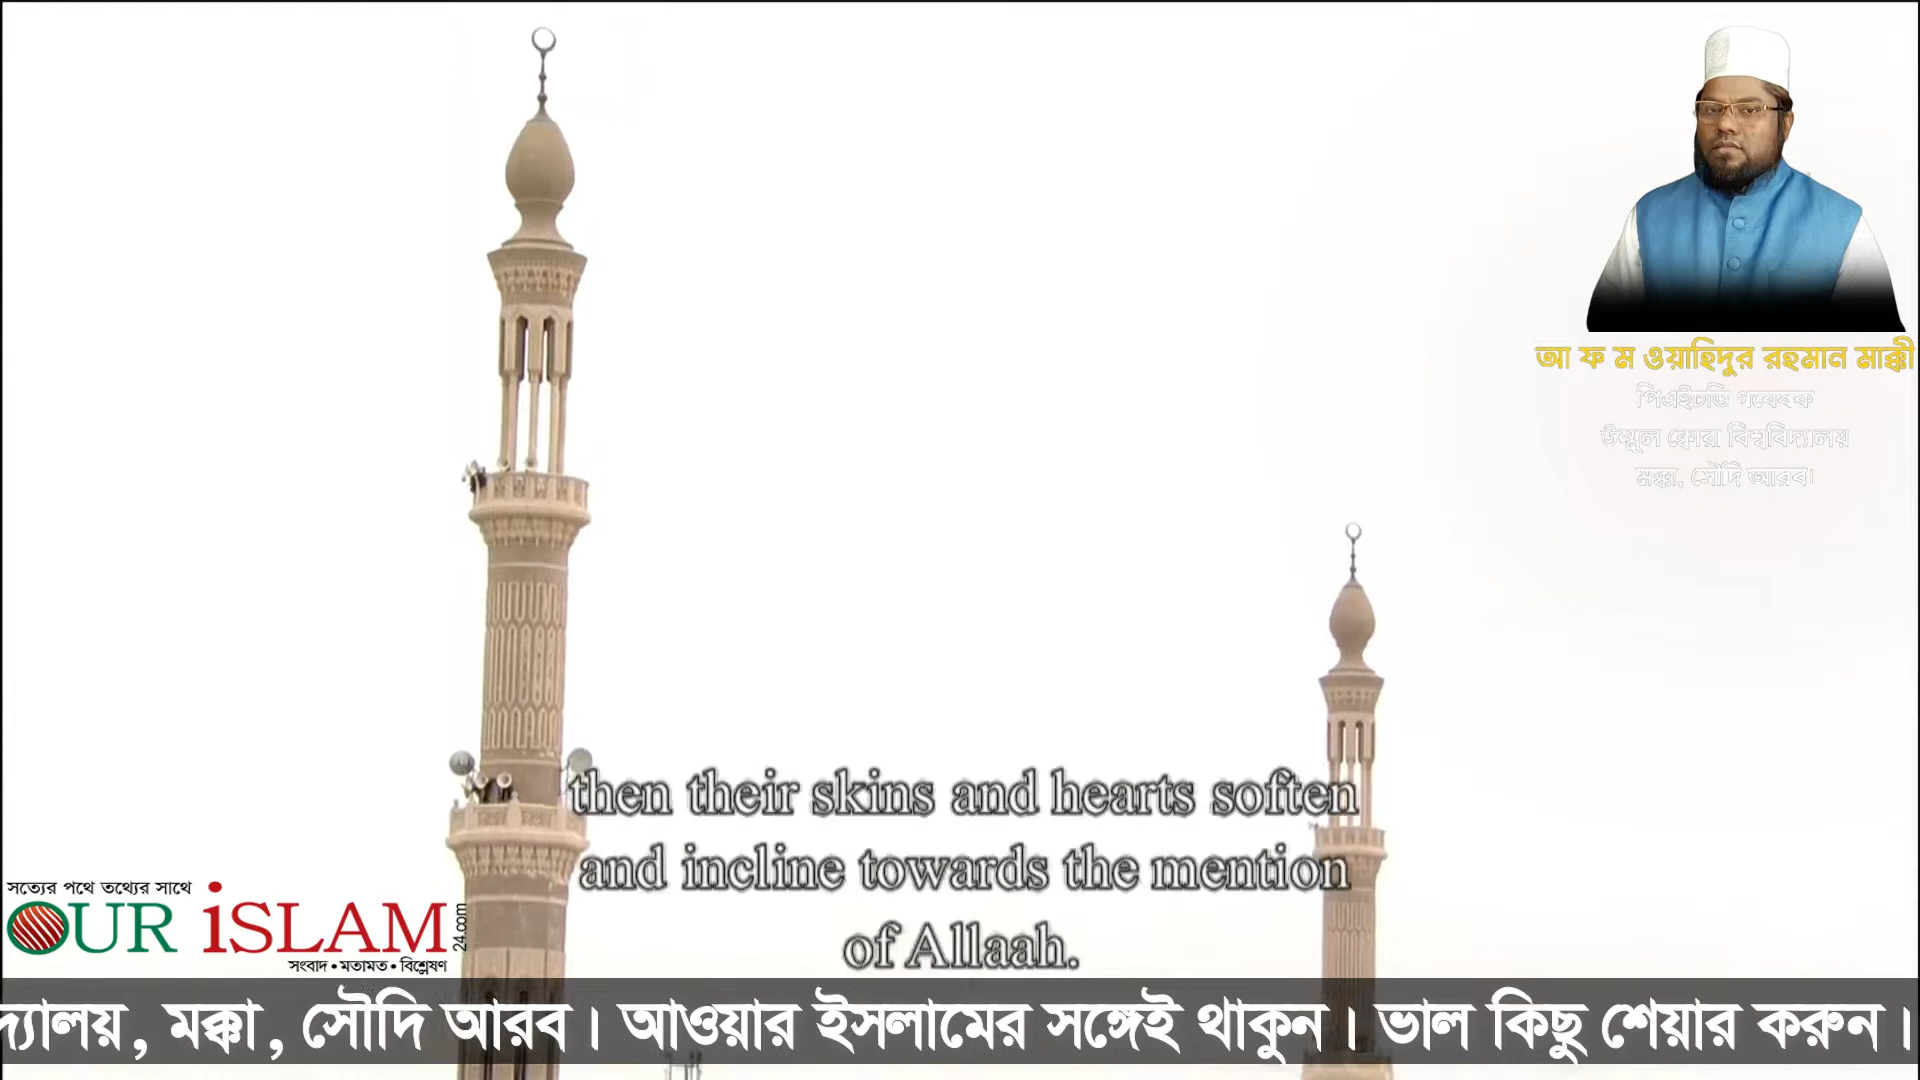 আ ফ ম ওয়াহিদুর রহমান মাক্কী
পিএইচডি গবেষক
উম্মুল ক্বোরা বিশ্ববিদ্যালয়
মক্কা, সৌদি আরব।
then their skins and hearts soften
and incline towards the mention
of Allaah.
সত্যের পথে তথ্যের সাথে
OUR iSLAM
24.com
সংবাদ • মতামত • বিশ্লেষণ
দ্যালয়, মক্কা, সৌদি আরব। আওয়ার ইসলামের সঙ্গেই থাকুন। ভাল কিছু শেয়ার করুন।